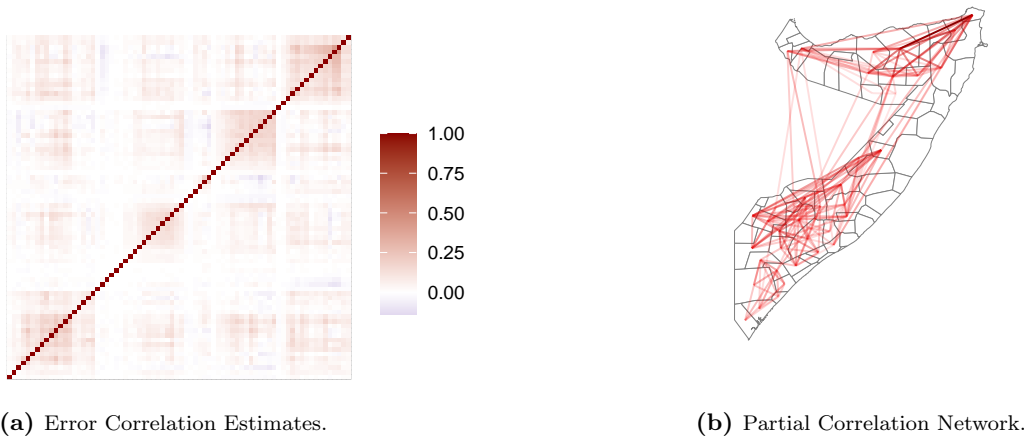 1.00
0.75
0.50
0.25
0.00
(a) Error Correlation Estimates.
(b) Partial Correlation Network.